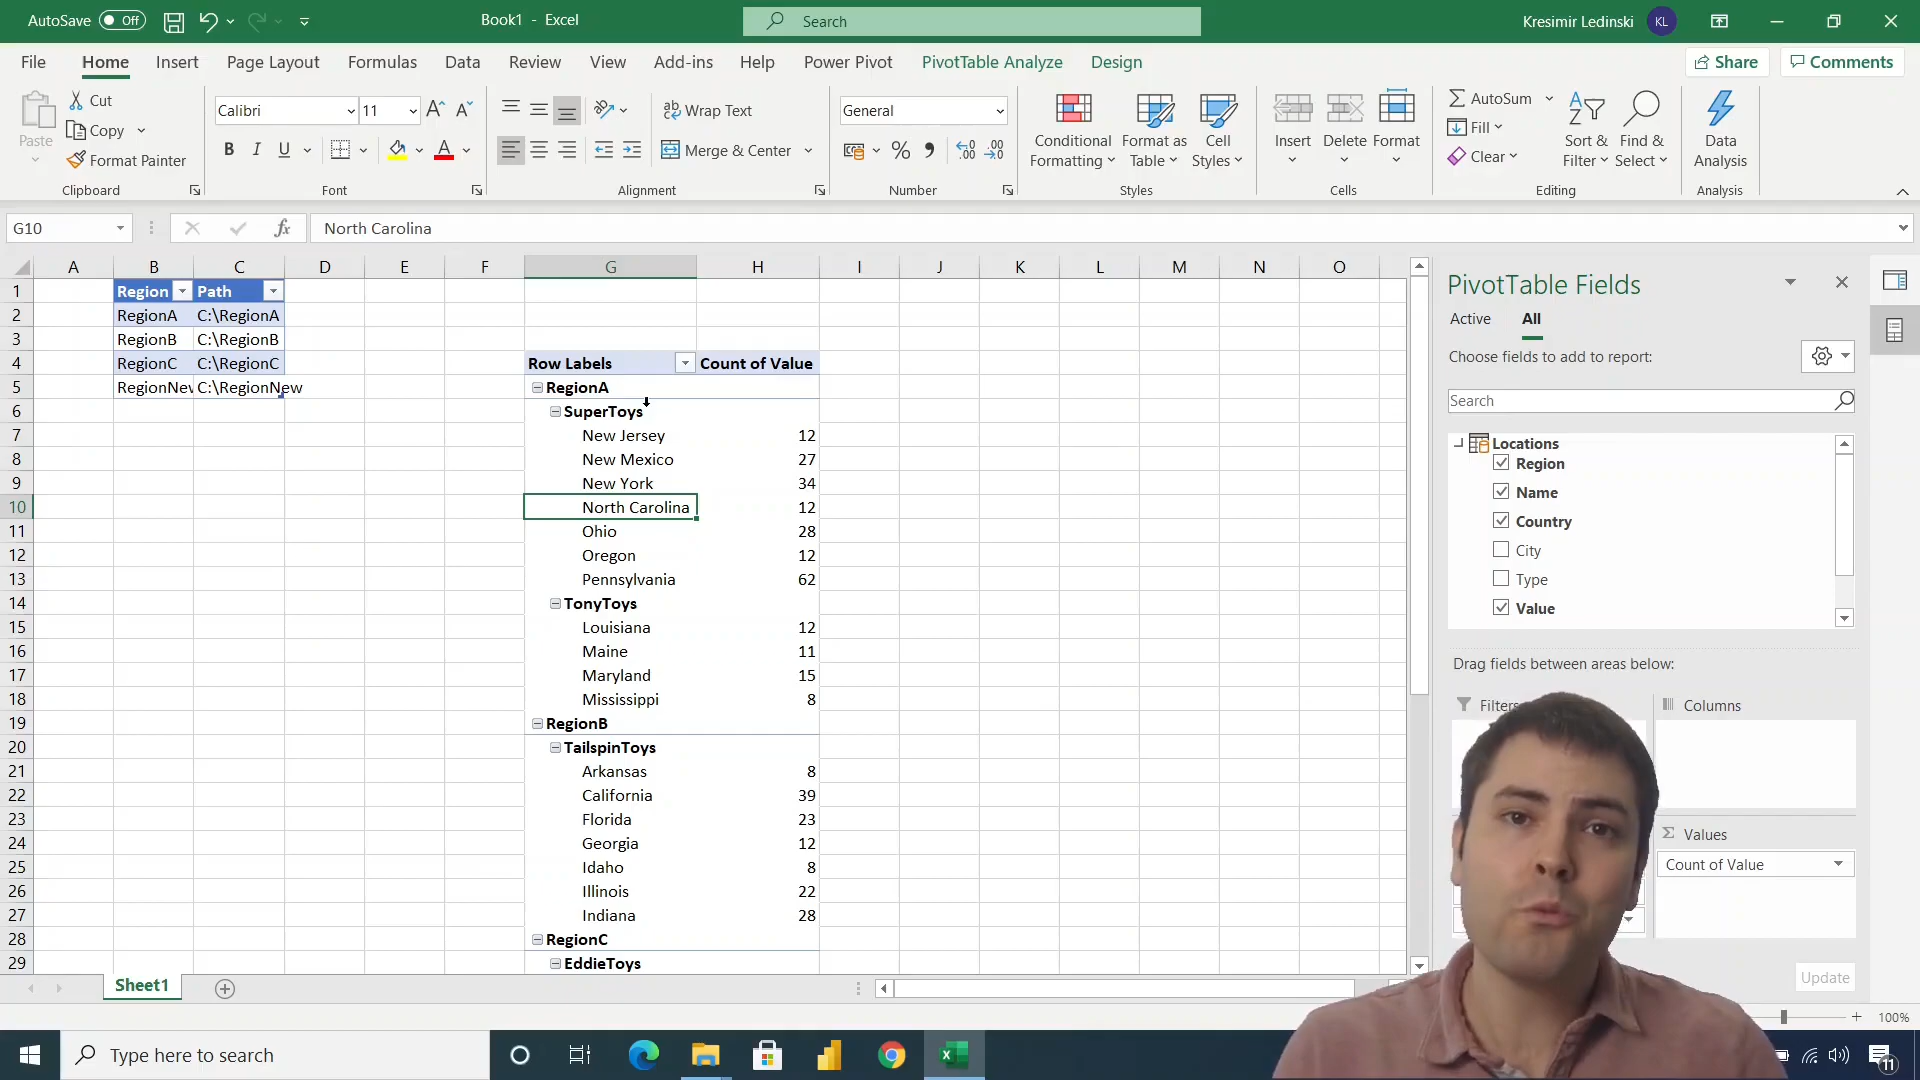 AutoSave Off Book1 - Excel Search Kresimir Ledinski KL
File Home Insert Page Layout Formulas Data Review View Add-ins Help Power Pivot PivotTable Analyze Design Share Comments
Paste Cut Copy Format Painter Clipboard
Calibri 11 B I U A Font
Wrap Text Merge & Center Alignment
General % Number
Conditional Formatting Format as Table Cell Styles Styles
Insert Delete Format Cells
AutoSum Fill Clear Sort & Filter Find & Select Editing
Data Analysis Analysis
G10 fx North Carolina
A B C D E F G H I J K L M N O
1 Region Path
2 RegionA C:\RegionA
3 RegionB C:\RegionB
4 RegionC C:\RegionC Row Labels Count of Value
5 RegionNew C:\RegionNew RegionA
6 SuperToys
7 New Jersey 12
8 New Mexico 27
9 New York 34
10 North Carolina 12
11 Ohio 28
12 Oregon 12
13 Pennsylvania 62
14 TonyToys
15 Louisiana 12
16 Maine 11
17 Maryland 15
18 Mississippi 8
19 RegionB
20 TailspinToys
21 Arkansas 8
22 California 39
23 Florida 23
24 Georgia 12
25 Idaho 8
26 Illinois 22
27 Indiana 28
28 RegionC
29 EddieToys
PivotTable Fields
Active All
Choose fields to add to report:
Search
Locations
Region
Name
Country
City
Type
Value
Drag fields between areas below:
Filters Columns
Values
Count of Value
Update
Sheet1
100%
Type here to search
11